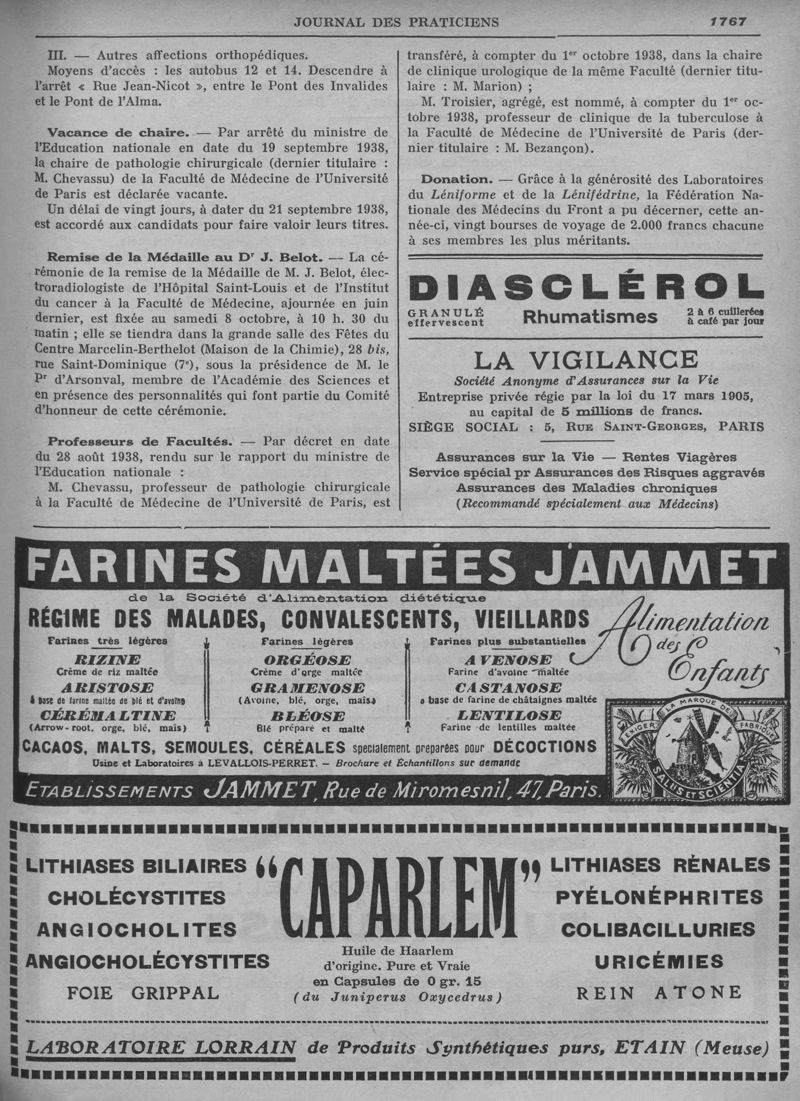 JOURNAL DES PRATICIENS 1767
III. — Autres affections orthopédiques.
Moyens d'accès : les autobus 12 et 14. Descendre à
l'arrêt « Rue Jean-Nicot », entre le Pont des Invalides
et le Pont de l'Alma.
Vacance de chaire. — Par arrêté du ministre de
l'Education nationale en date du 19 septembre 1938,
la chaire de pathologie chirurgicale (dernier titulaire :
M. Chevassu) de la Faculté de Médecine de l'Université
de Paris est déclarée vacante.
Un délai de vingt jours, à dater du 21 septembre 1938,
est accordé aux candidats pour faire valoir leurs titres.
Remise de la Médaille au Dr J. Belot. — La cé-
rémonie de la remise de la Médaille de M. J. Belot, élec-
troradiologiste de l'Hôpital Saint-Louis et de l'Institut
du cancer à la Faculté de Médecine, ajournée en juin
dernier, est fixée au samedi 8 octobre, à 10 h. 30 du
matin ; elle se tiendra dans la grande salle des Fêtes du
Centre Marcelin-Berthelot (Maison de la Chimie), 28 bis,
rue Saint-Dominique (7e), sous la présidence de M. le
Pr d'Arsonval, membre de l'Académie des Sciences et
en présence des personnalités qui font partie du Comité
d'honneur de cette cérémonie.
Professeurs de Facultés. — Par décret en date
du 28 août 1938, rendu sur le rapport du ministre de
l'Education nationale :
M. Chevassu, professeur de pathologie chirurgicale
à la Faculté de Médecine de l'Université de Paris, est
transféré, à compter du 1er octobre 1938, dans la chaire
de clinique urologique de la même Faculté (dernier titu-
laire : M. Marion) ;
M. Troisier, agrégé, est nommé, à compter du 1er oc-
tobre 1938, professeur de clinique de la tuberculose à
la Faculté de Médecine de l'Université de Paris (der-
nier titulaire : M. Bezançon).
Donation. — Grâce à la générosité des Laboratoires
du Léniforme et de la Lénifédrine, la Fédération Na-
tionale des Médecins du Front a pu décerner, cette an-
née-ci, vingt bourses de voyage de 2.000 francs chacune
à ses membres les plus méritants.
DIASCLÉROL
GRANULÉ effervescent
Rhumatismes
2 à 6 cuillerées à café par jour
LA VIGILANCE
Société Anonyme d'Assurances sur la Vie
Entreprise privée régie par la loi du 17 mars 1905,
au capital de 5 millions de francs.
SIÈGE SOCIAL : 5, RUE SAINT-GEORGES, PARIS
Assurances sur la Vie — Rentes Viagères
Service spécial pr Assurances des Risques aggravés
Assurances des Maladies chroniques
(Recommandé spécialement aux Médecins)
FARINES MALTÉES JAMMET
de la Société d'Alimentation diététique
RÉGIME DES MALADES, CONVALESCENTS, VIEILLARDS
Farines très légères
RIZINE
Crème de riz maltée
ARISTOSE
à base de farine maltée de blé et d'avoine
CÉRÉMALTINE
(Arrow-root, orge, blé, maïs)
Farines légères
ORGÉOSE
Crème d'orge maltée
GRAMENOSE
(Avoine, blé, orge, maïs)
BLÉOSE
Blé préparé et malté
Farines plus substantielles
AVENOSE
Farine d'avoine maltée
CASTANOSE
à base de farine de châtaignes maltée
LENTILOSE
Farine de lentilles maltée
Alimentation
des
Enfants
CACAOS, MALTS, SEMOULES, CÉRÉALES spécialement préparées pour DÉCOCTIONS
Usine et Laboratoires à LEVALLOIS-PERRET. — Brochure et Échantillons sur demande
ÉTABLISSEMENTS JAMMET, Rue de Miromesnil, 47, Paris.
EXIGER LA MARQUE DE FABRIQUE
SALUS ET SCIENTIA
LITHIASES BILIAIRES
CHOLÉCYSTITES
ANGIOCHOLITES
ANGIOCHOLÉCYSTITES
FOIE GRIPPAL
"CAPARLEM"
Huile de Haarlem
d'origine. Pure et Vraie
en Capsules de 0 gr. 15
(du Juniperus Oxycedrus)
LITHIASES RÉNALES
PYÉLONÉPHRITES
COLIBACILLURIES
URICÉMIES
REIN ATONE
LABORATOIRE LORRAIN de Produits Synthétiques purs, ETAIN (Meuse)